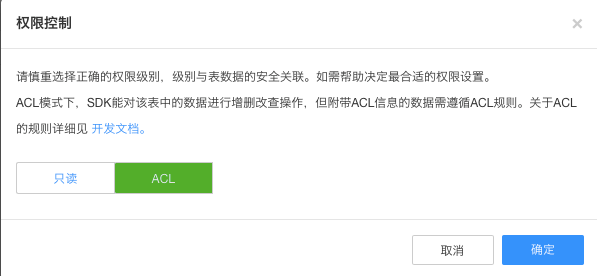 权限控制
×
请慎重选择正确的权限级别，级别与表数据的安全关联。如需帮助决定最合适的权限设置。
ACL模式下，SDK能对该表中的数据进行增删改查操作，但附带ACL信息的数据需遵循ACL规则。关于ACL
的规则详细见 开发文档。
只读 ACL
取消 确定